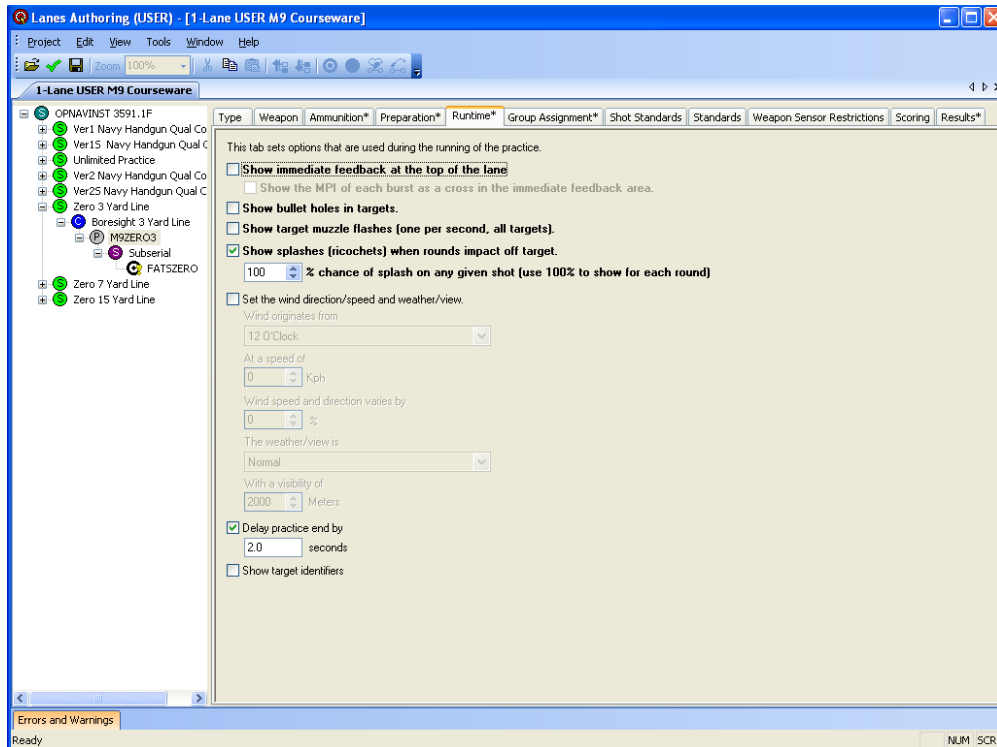 Lanes Authoring (USER) - [1-Lane USER M9 Courseware]
Project Edit View Tools Window Help
Zoom 100%
1-Lane USER M9 Courseware
OPNAVINST 3591.1F
Ver1 Navy Handgun Qual Co
Ver1S Navy Handgun Qual C
Unlimited Practice
Ver2 Navy Handgun Qual Co
Ver2S Navy Handgun Qual C
Zero 3 Yard Line
C Boresight 3 Yard Line
P M9ZERO3
S Subserial
FATSZERO
Zero 7 Yard Line
Zero 15 Yard Line
Type Weapon Ammunition* Preparation* Runtime* Group Assignment* Shot Standards Standards Weapon Sensor Restrictions Scoring Results*
This tab sets options that are used during the running of the practice.
Show immediate feedback at the top of the lane
Show the MPI of each burst as a cross in the immediate feedback area.
Show bullet holes in targets.
Show target muzzle flashes (one per second, all targets).
Show splashes (ricochets) when rounds impact off target.
100 % chance of splash on any given shot (use 100% to show for each round)
Set the wind direction/speed and weather/view.
Wind originates from
12 O'Clock
At a speed of
0 Kph
Wind speed and direction varies by
0 %
The weather/view is
Normal
With a visibility of
2000 Meters
Delay practice end by
2.0 seconds
Show target identifiers
Errors and Warnings
Ready NUM SCR